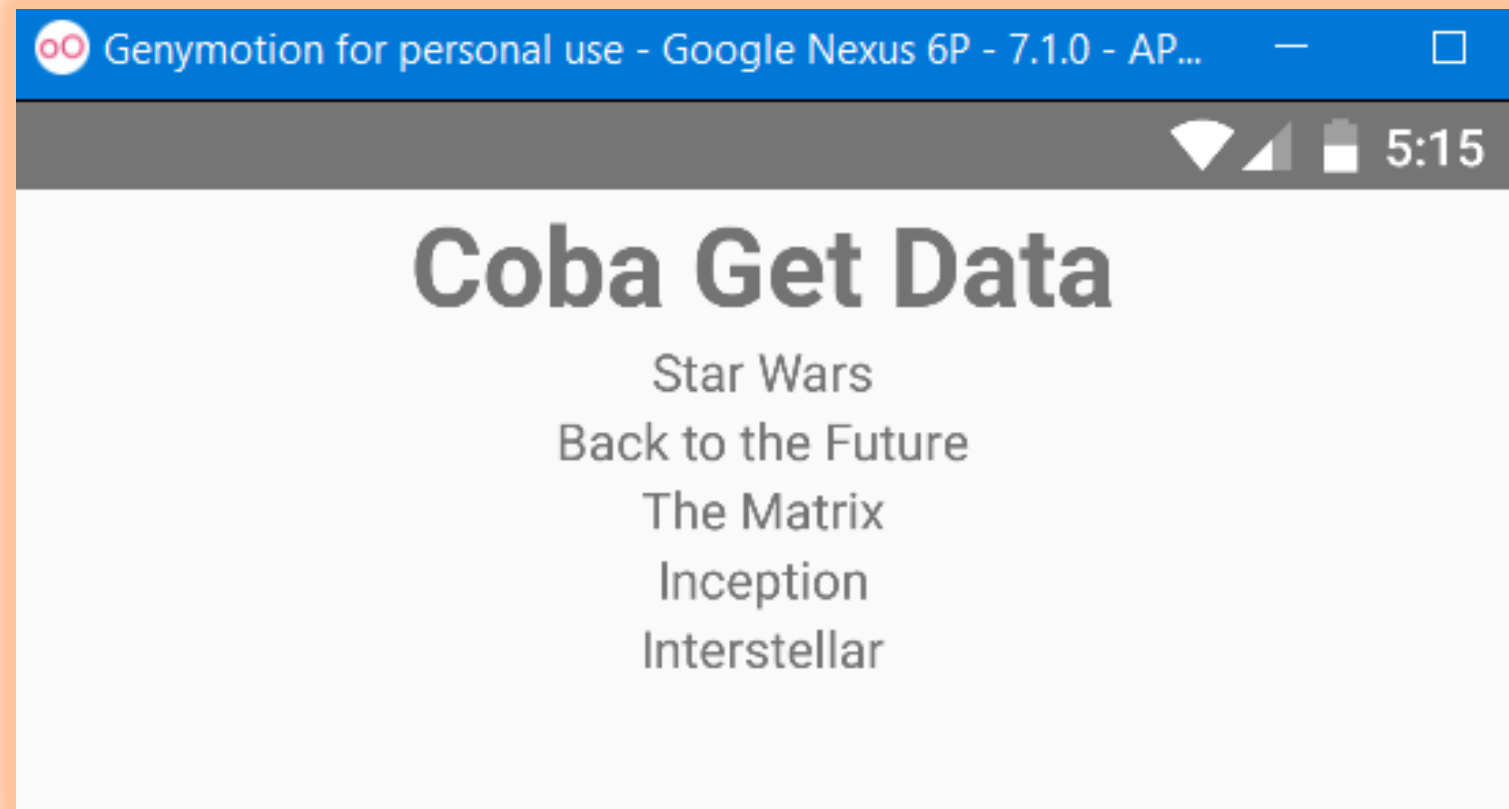 Genymotion for personal use - Google Nexus 6P - 7.1.0 - AP...
5:15
Coba Get Data
Star Wars
Back to the Future
The Matrix
Inception
Interstellar